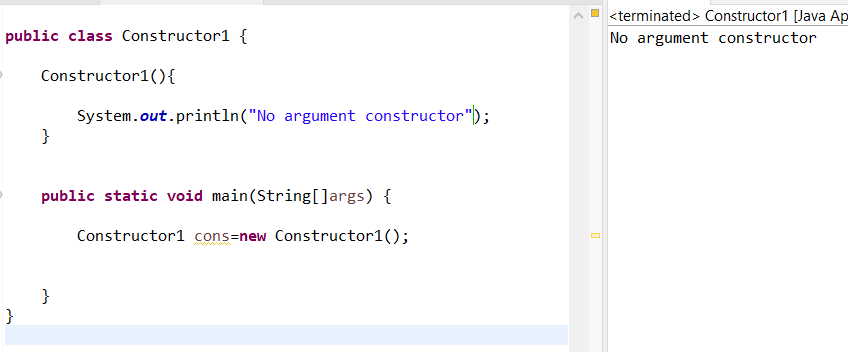 public class Constructor1 {
Constructor1(){
System.out.println("No argument constructor");
}
public static void main(String[]args) {
Constructor1 cons=new Constructor1();
}
}
<terminated> Constructor1 [Java Ap
No argument constructor